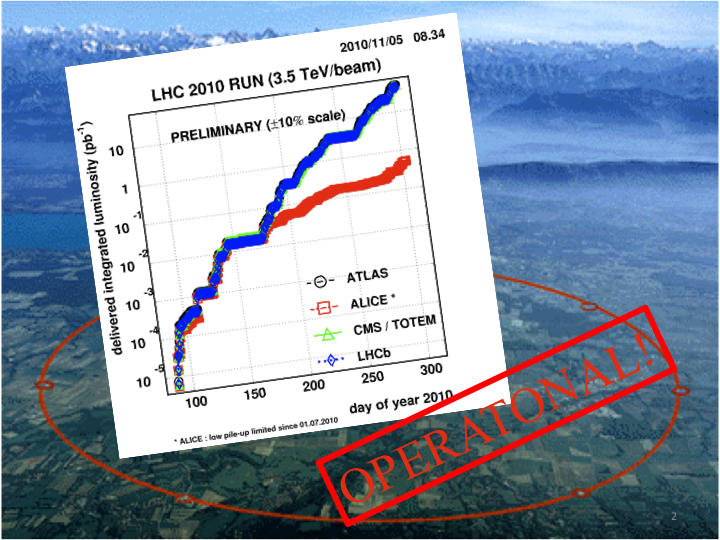 2010/11/05 08.34
LHC 2010 RUN (3.5 TeV/beam)
PRELIMINARY (±10% scale)
delivered integrated luminosity (pb⁻¹)
10
1
10⁻¹
10⁻²
10⁻³
10⁻⁴
10⁻⁵
ATLAS
ALICE *
CMS / TOTEM
LHCb
100 150 200 250 300
day of year 2010
* ALICE : low pile-up limited since 01.07.2010
OPERATONAL!
2